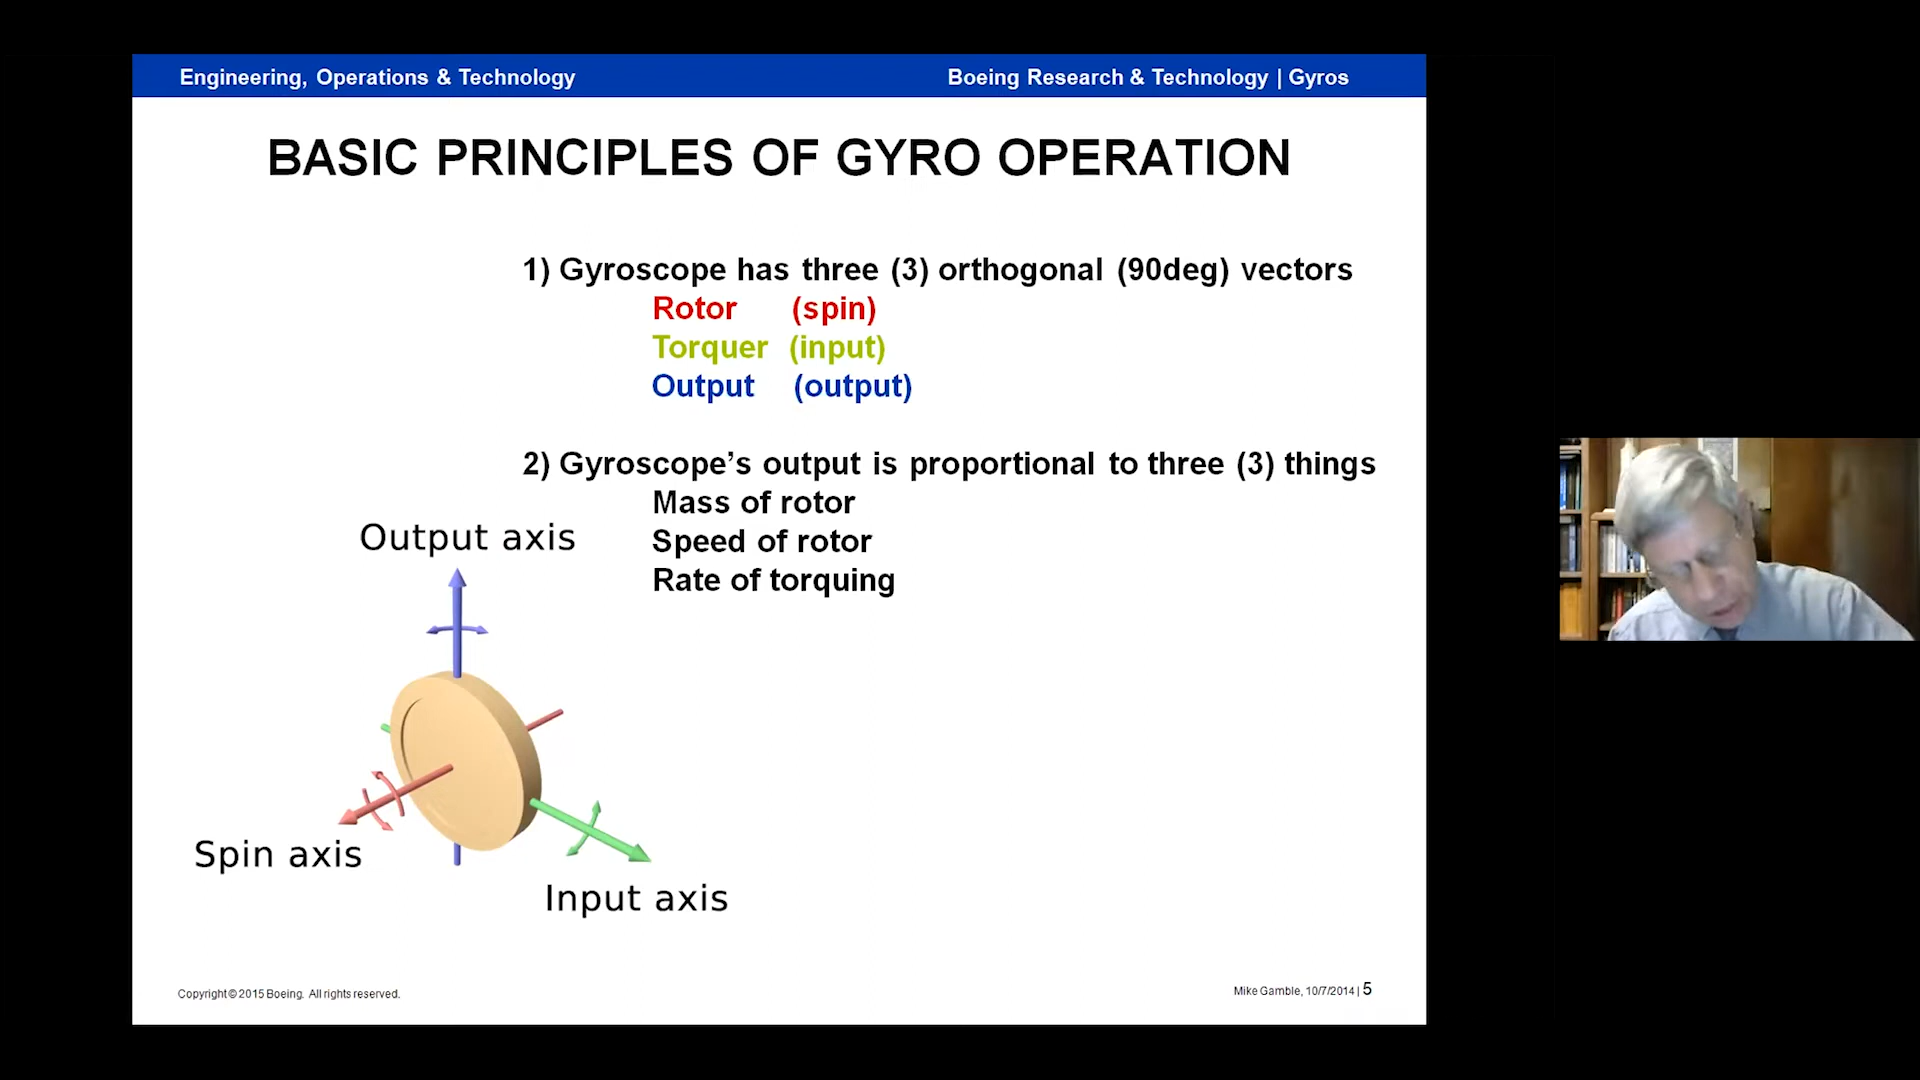 Engineering, Operations & Technology
Boeing Research & Technology | Gyros
BASIC PRINCIPLES OF GYRO OPERATION
1) Gyroscope has three (3) orthogonal (90deg) vectors
Rotor (spin)
Torquer (input)
Output (output)
2) Gyroscope’s output is proportional to three (3) things
Mass of rotor
Speed of rotor
Rate of torquing
Output axis
Spin axis
Input axis
Copyright © 2015 Boeing. All rights reserved.
Mike Gamble, 10/7/2014 | 5